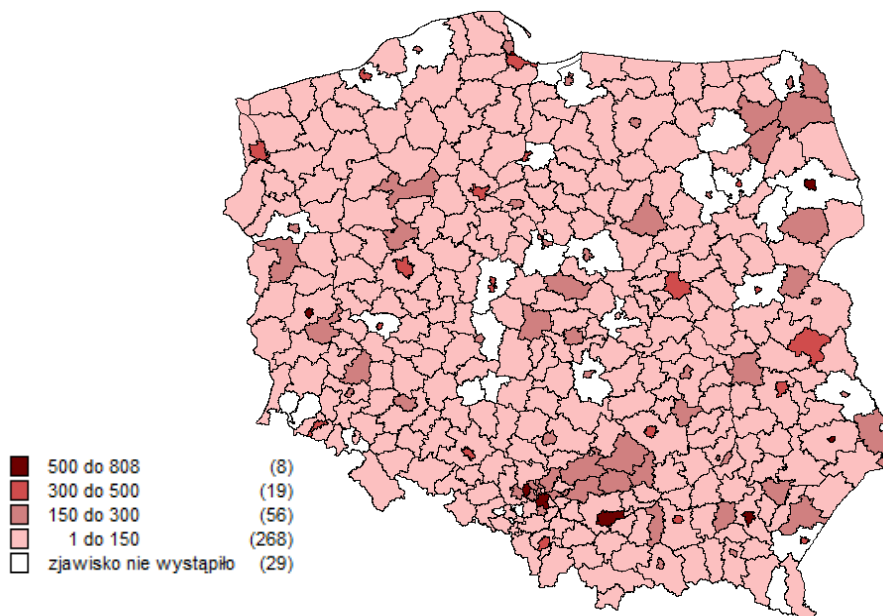 500 do 808 (8)
300 do 500 (19)
150 do 300 (56)
1 do 150 (268)
zjawisko nie wystąpiło (29)